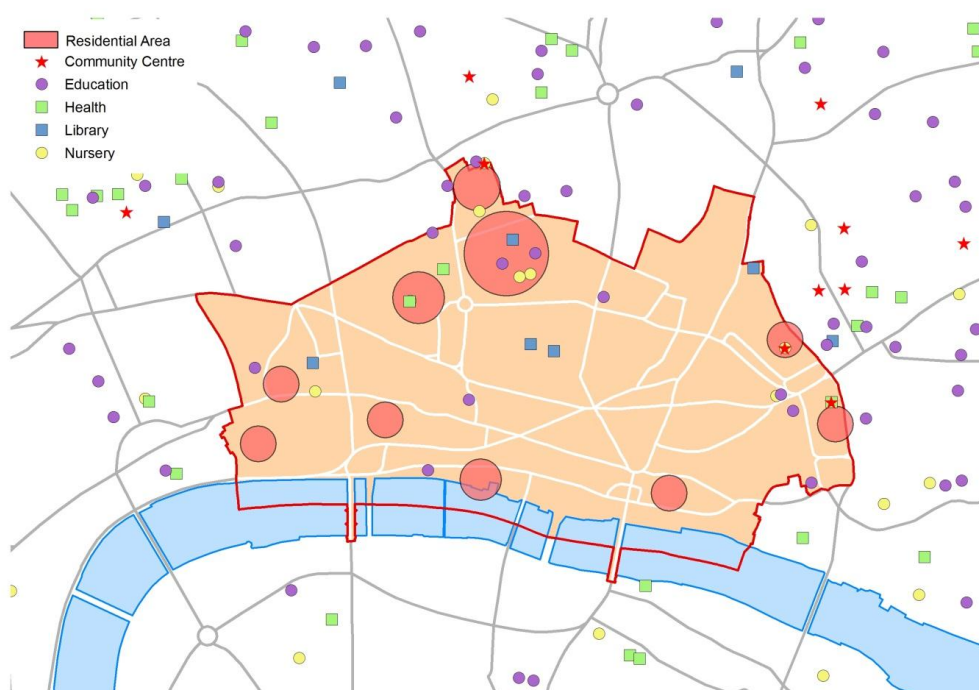 Residential Area
Community Centre
Education
Health
Library
Nursery